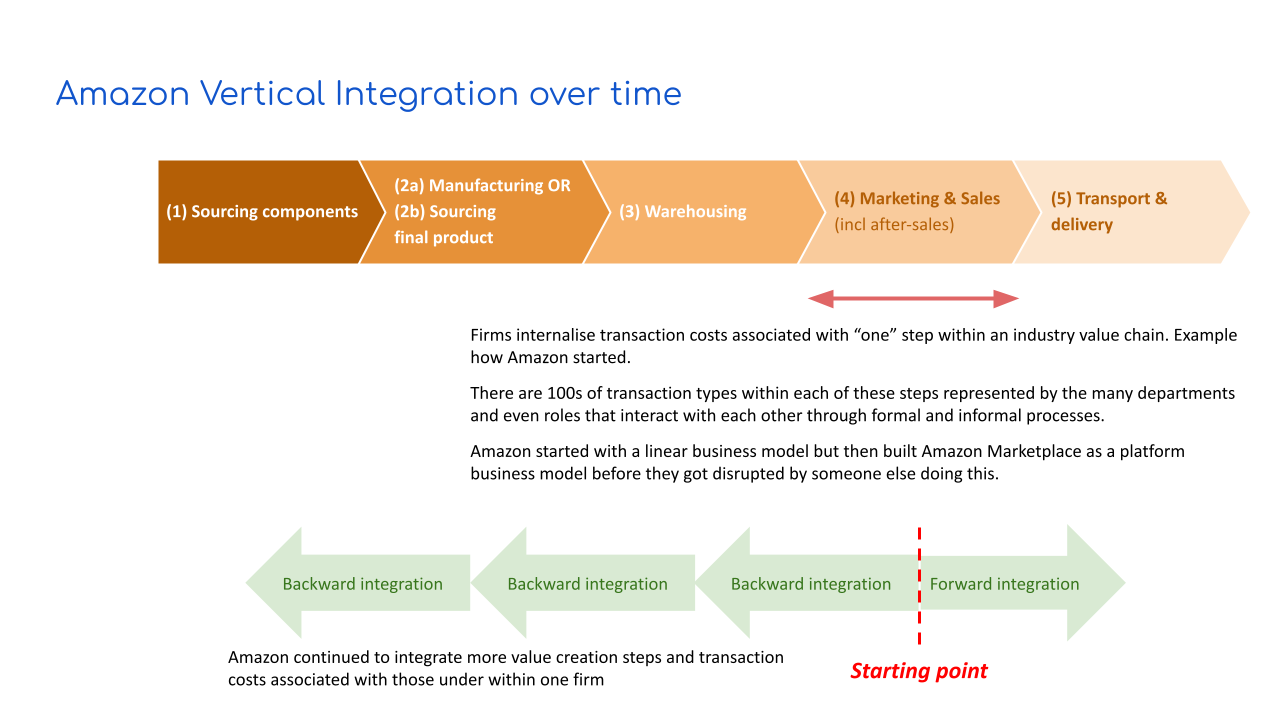 Amazon Vertical Integration over time
(1) Sourcing components
(2a) Manufacturing OR
(2b) Sourcing
final product
(3) Warehousing
(4) Marketing & Sales
(incl after-sales)
(5) Transport &
delivery
Firms internalise transaction costs associated with “one” step within an industry value chain. Example
how Amazon started.
There are 100s of transaction types within each of these steps represented by the many departments
and even roles that interact with each other through formal and informal processes.
Amazon started with a linear business model but then built Amazon Marketplace as a platform
business model before they got disrupted by someone else doing this.
Backward integration
Backward integration
Backward integration
Forward integration
Amazon continued to integrate more value creation steps and transaction
costs associated with those under within one firm
Starting point